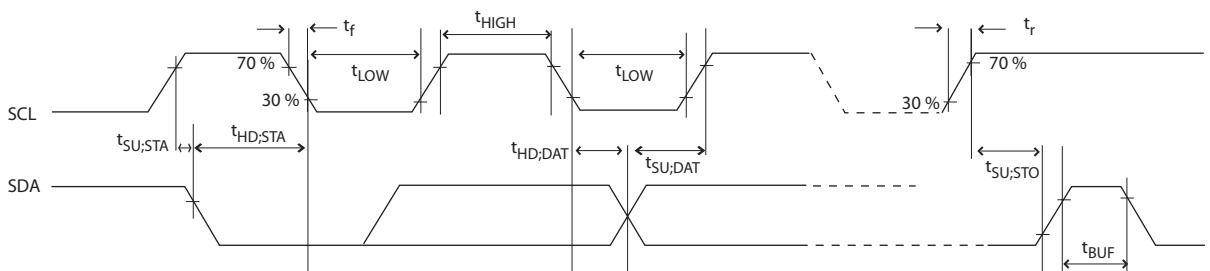 t_f
t_HIGH
t_r
70 %
t_LOW
t_LOW
70 %
30 %
30 %
SCL
t_SU;STA
t_HD;STA
t_HD;DAT
t_SU;DAT
t_SU;STO
SDA
t_BUF